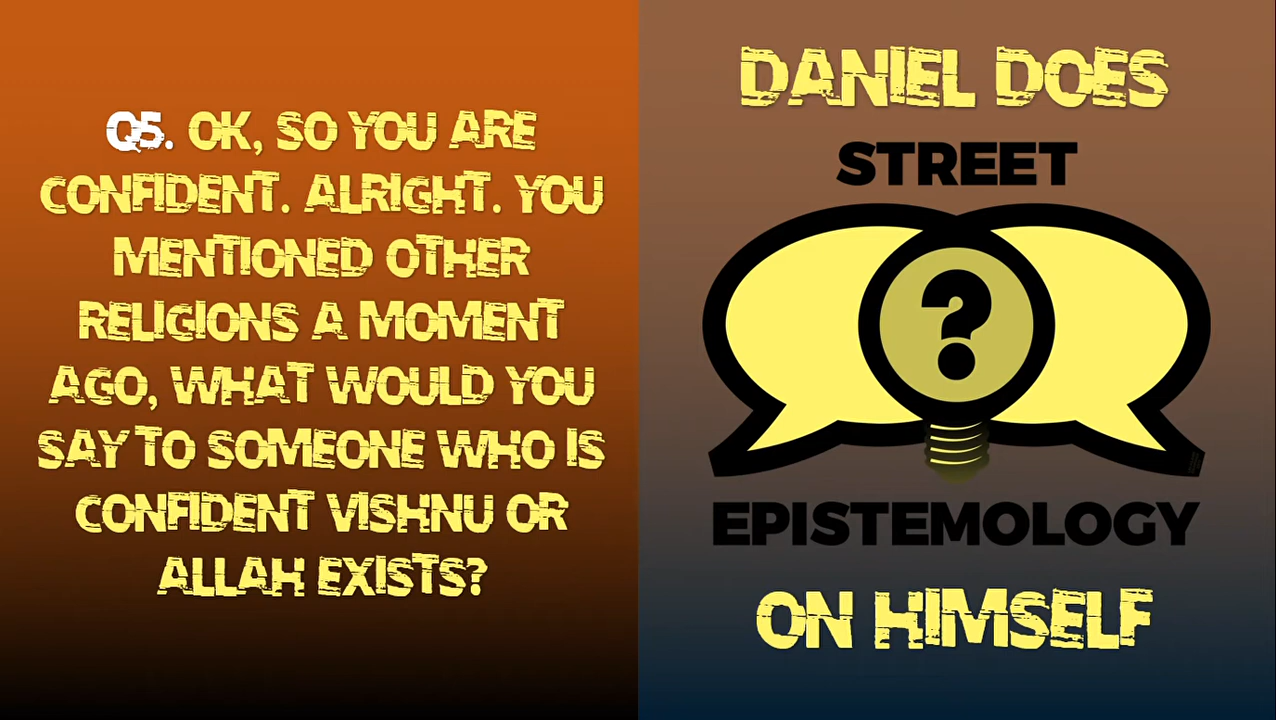 Q5. OK, SO YOU ARE
CONFIDENT. ALRIGHT. YOU
MENTIONED OTHER
RELIGIONS A MOMENT
AGO, WHAT WOULD YOU
SAY TO SOMEONE WHO IS
CONFIDENT VISHNU OR
ALLAH EXISTS?
DANIEL DOES
STREET
?
EPISTEMOLOGY
ON HIMSELF